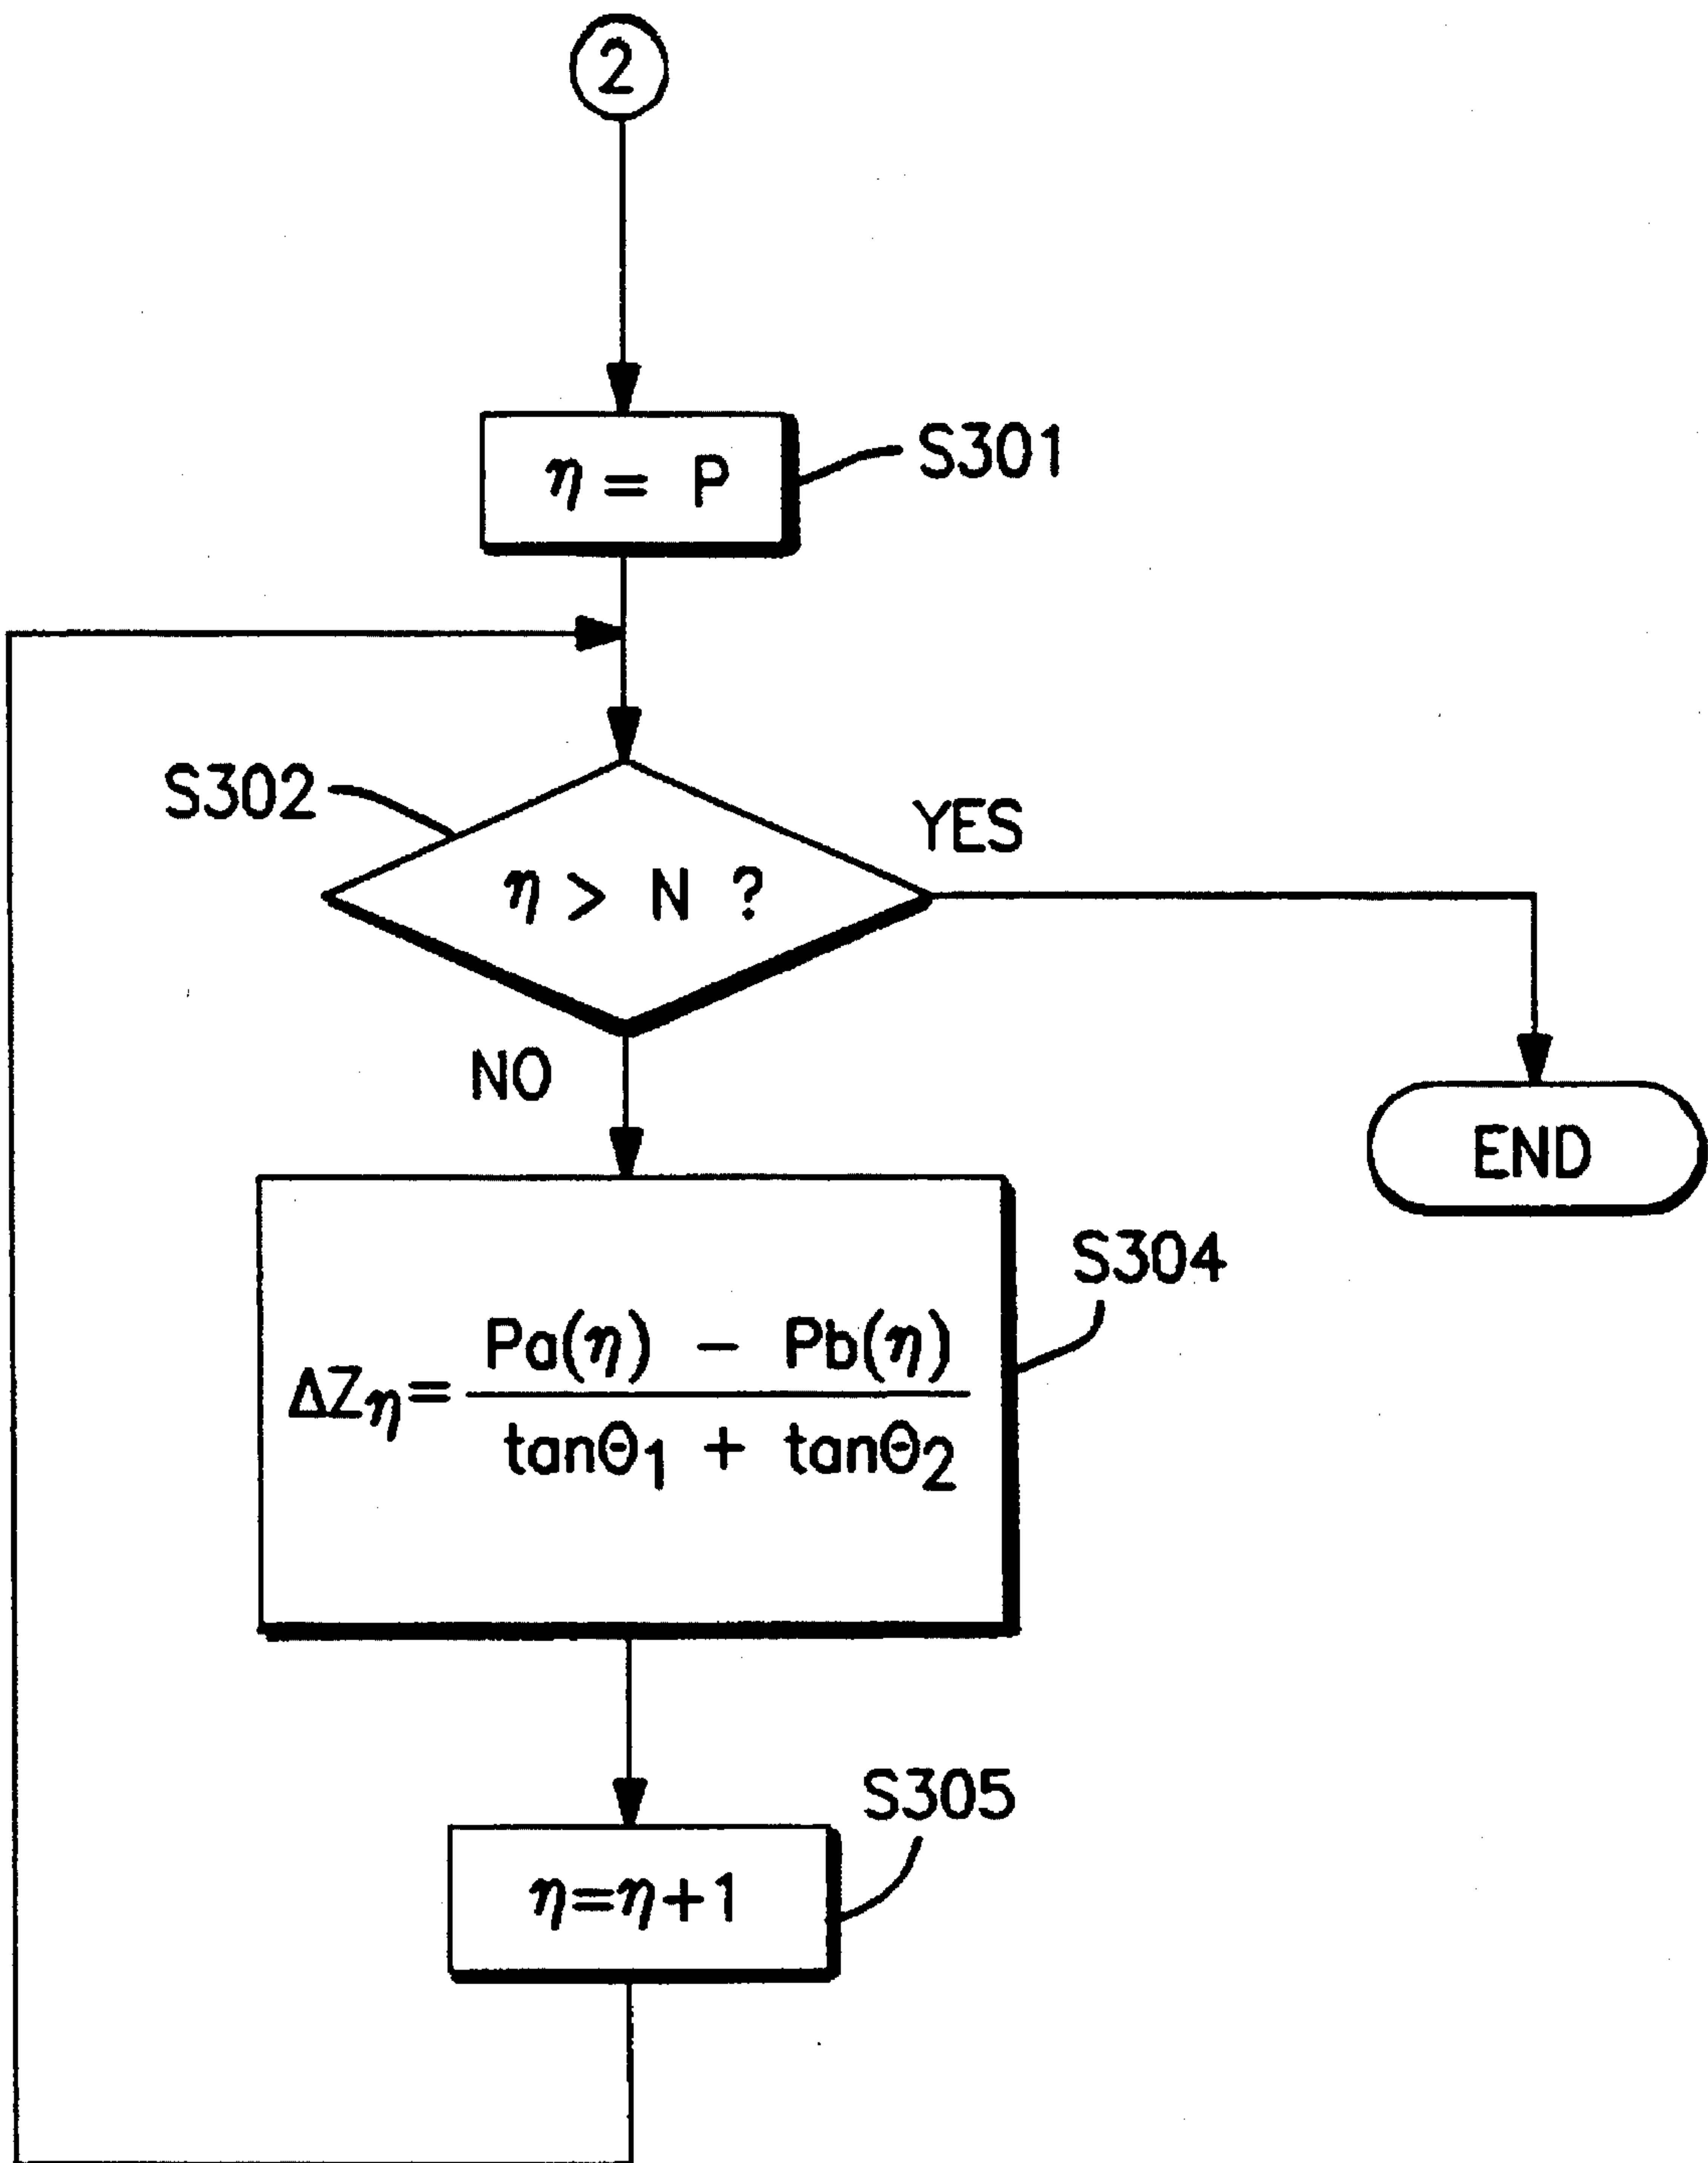 2
η = P
S301
S302
η > N ?
YES
NO
END
S304
ΔZη = Pa(η) - Pb(η) / tanθ1 + tanθ2
S305
η=η+1